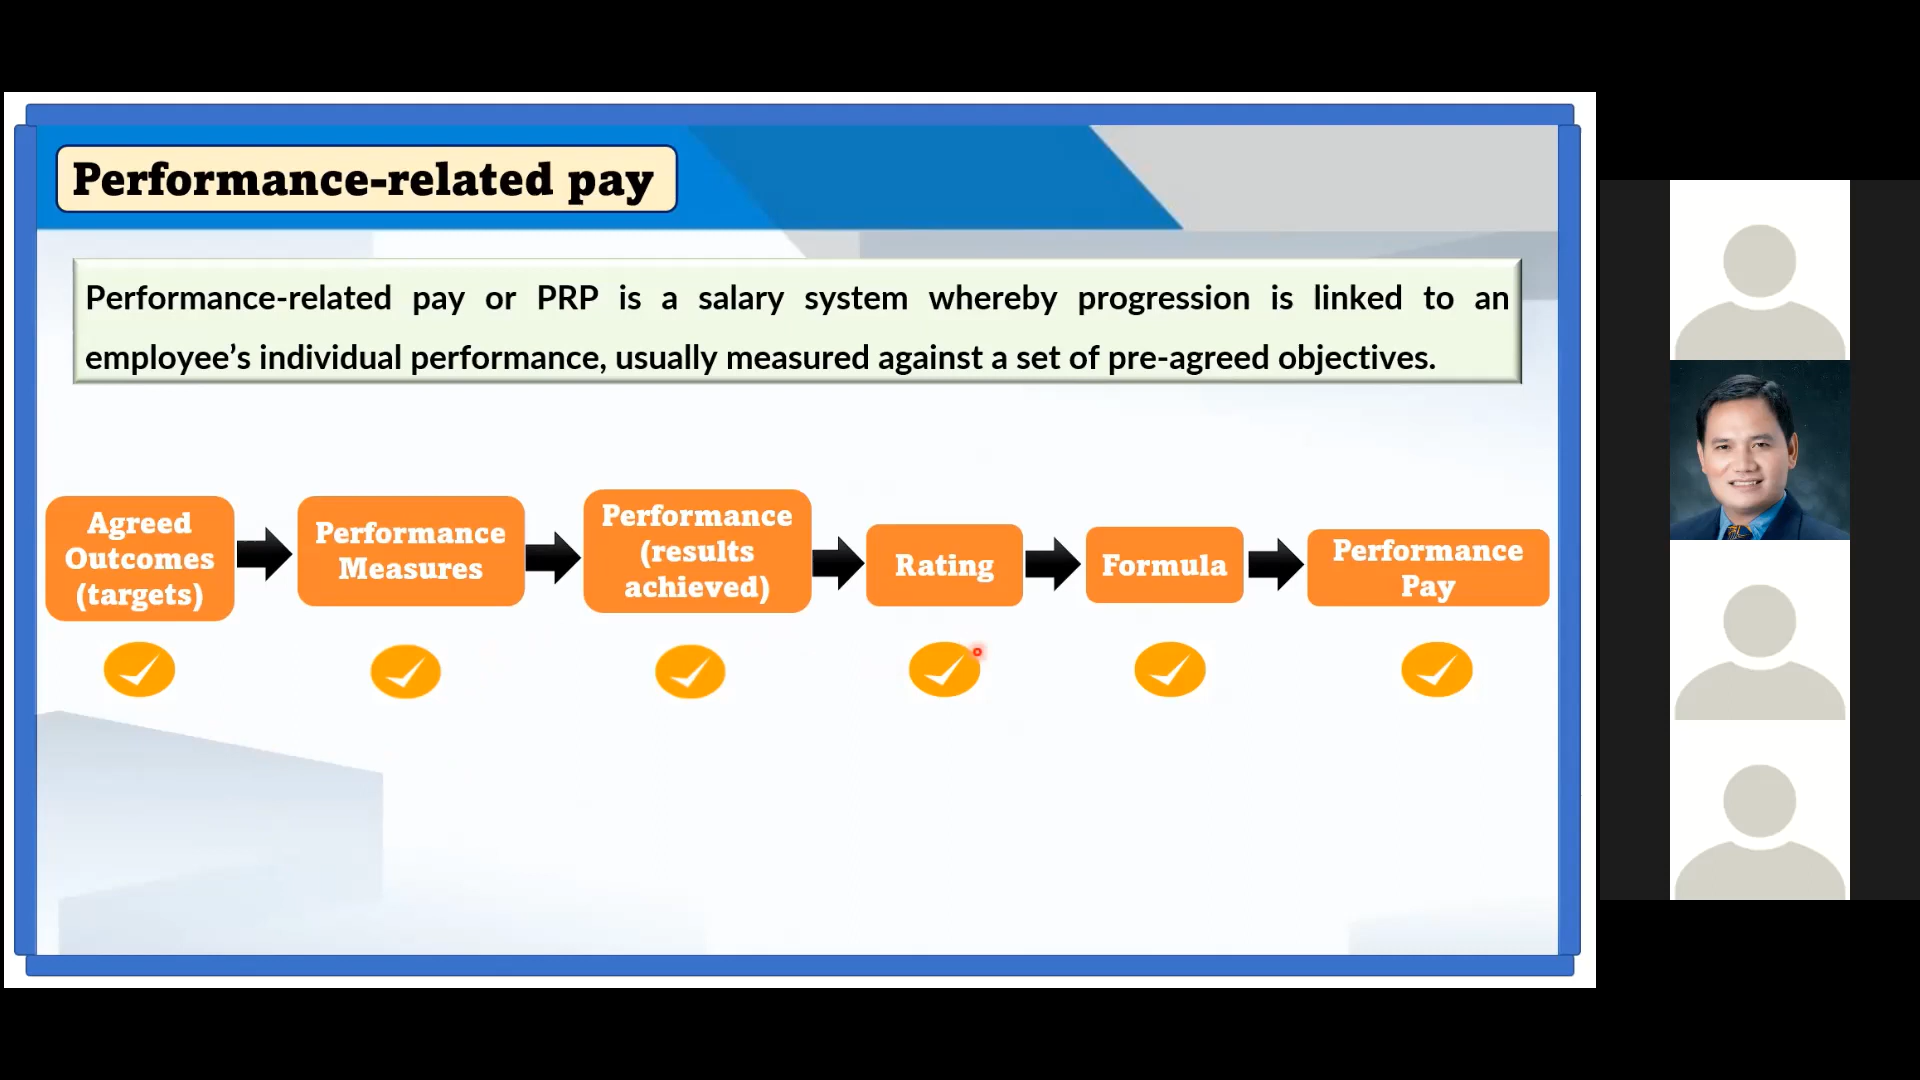 Performance-related pay
Performance-related pay or PRP is a salary system whereby progression is linked to an
employee’s individual performance, usually measured against a set of pre-agreed objectives.
Agreed
Outcomes
(targets)
Performance
Measures
Performance
(results
achieved)
Rating
Formula
Performance
Pay